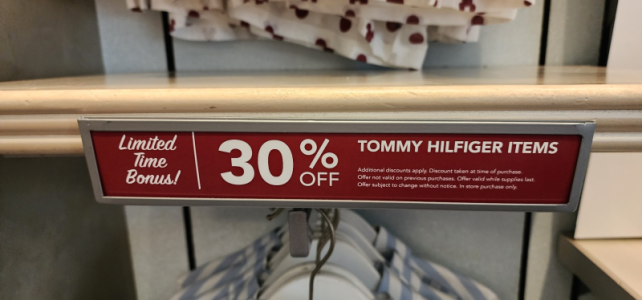 Limited
Time
Bonus!
30% OFF
TOMMY HILFIGER ITEMS
Additional discounts apply. Discount taken at time of purchase.
Offer not valid on previous purchases. Offer valid while supplies last.
Offer subject to change without notice. In store purchase only.